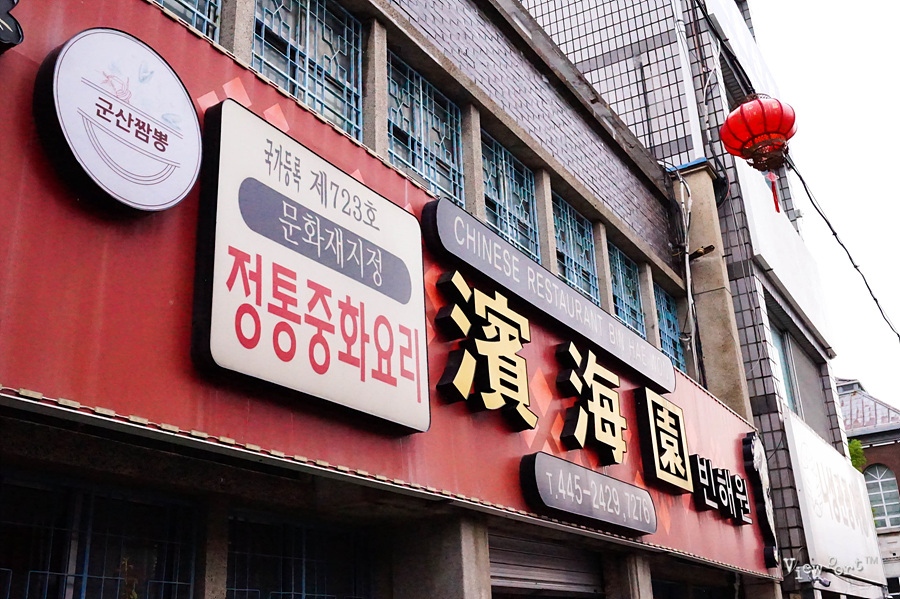 군산짬뽕
국가등록 제723호
문화재지정
정통중화요리
CHINESE RESTAURANT BIN HAE WON
濱海園 빈해원
T.445-2429, 7276